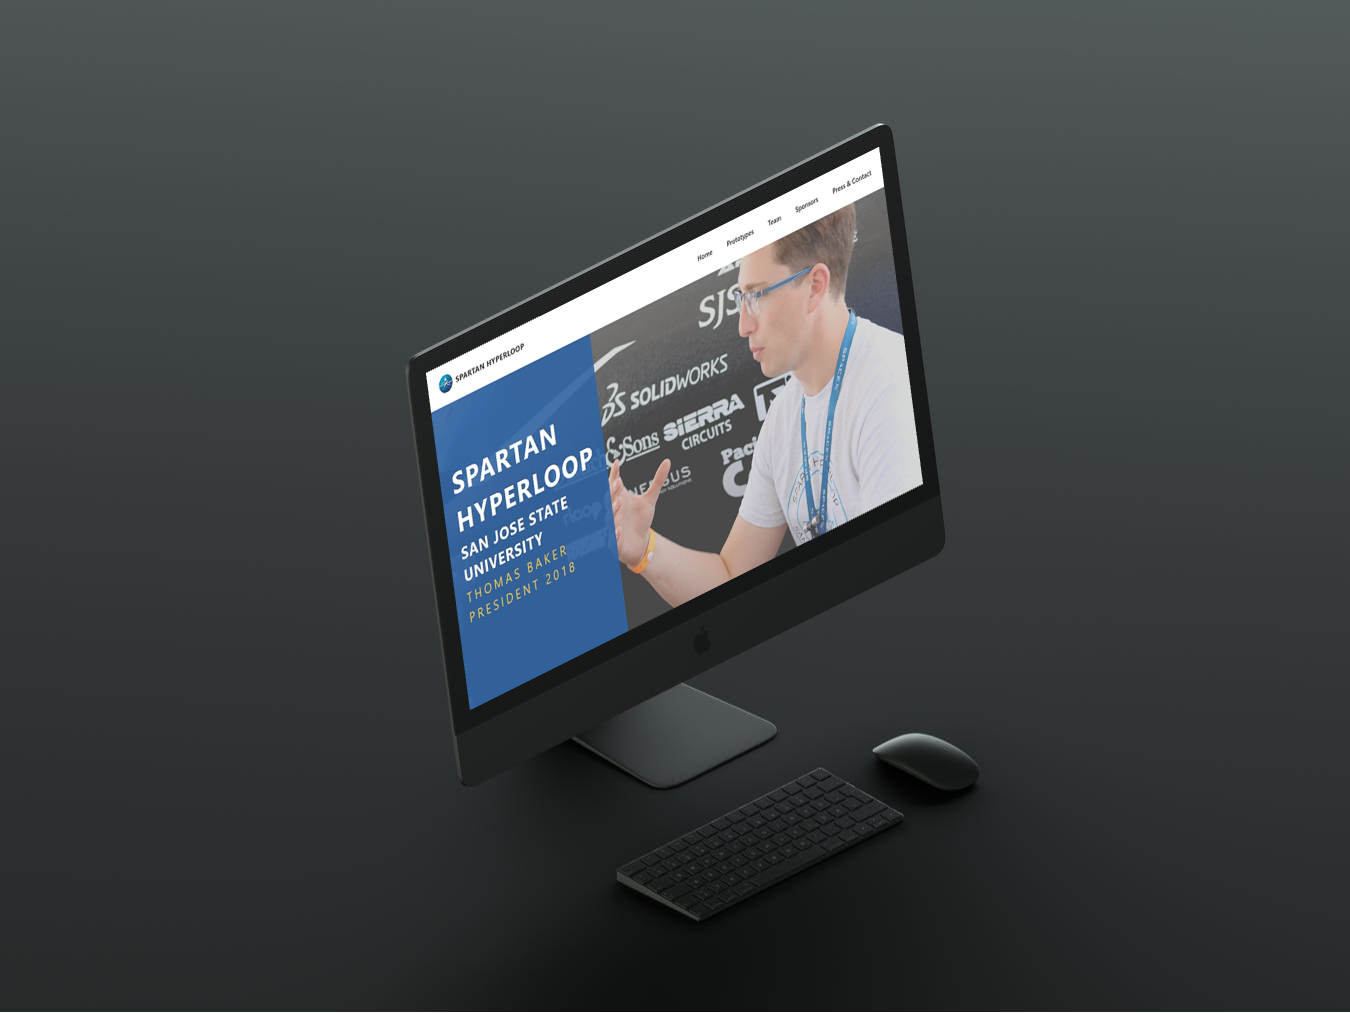 Home Prototypes Team Sponsors Press & Contact
SPARTAN HYPERLOOP
SPARTAN
HYPERLOOP
SAN JOSE STATE
UNIVERSITY
THOMAS BAKER
PRESIDENT 2018
SJS
SOLIDWORKS
SIERRA
CIRCUITS
&Sons
Paci
SPACEX